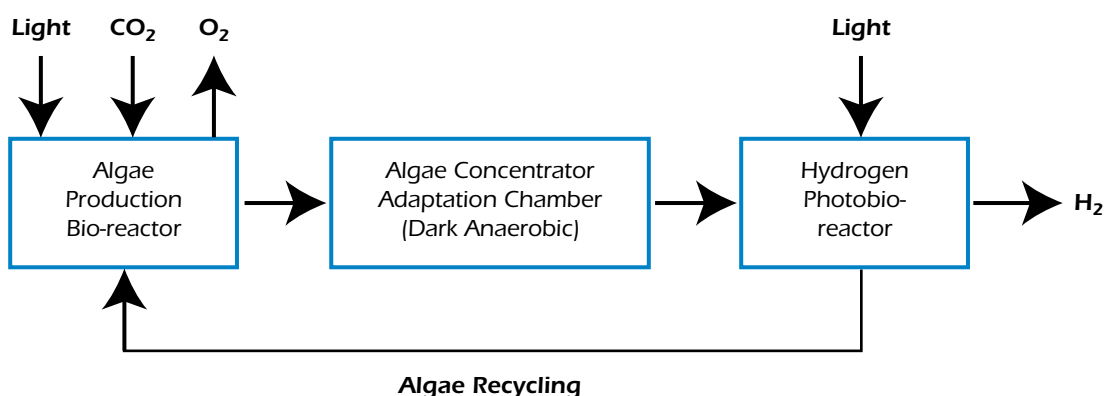 Light
CO₂
O₂
Light
Algae
Production
Bio-reactor
Algae Concentrator
Adaptation Chamber
(Dark Anaerobic)
Hydrogen
Photobio-
reactor
H₂
Algae Recycling